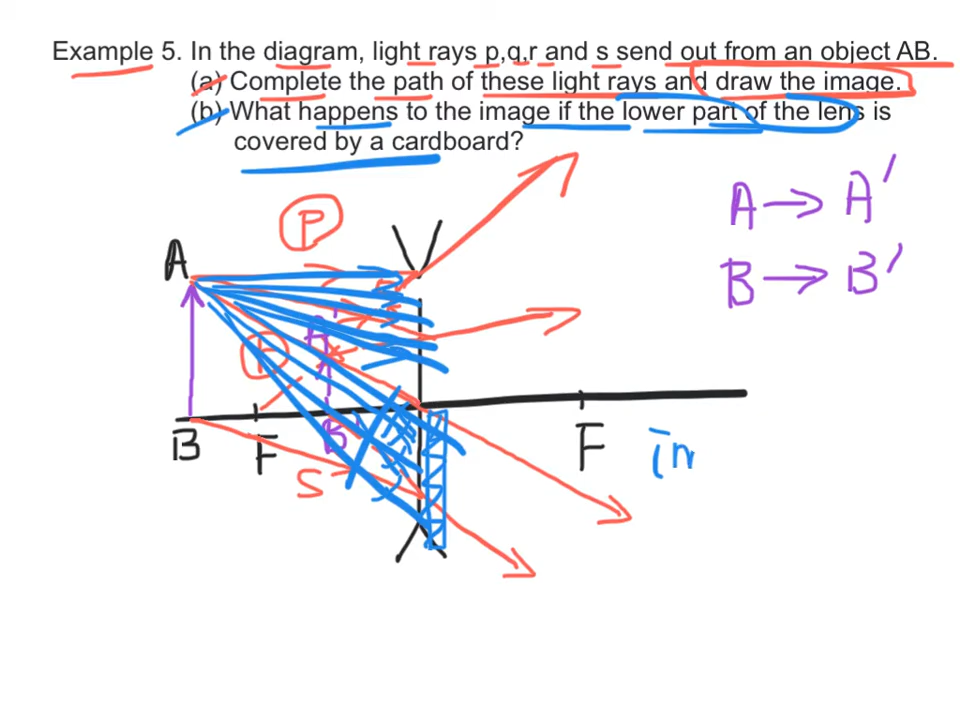 Example 5. In the diagram, light rays p,q,r and s send out from an object AB.
(a) Complete the path of these light rays and draw the image.
(b) What happens to the image if the lower part of the lens is
covered by a cardboard?
A → A'
B → B'
P
A
A'
B
F
B'
F
im
S